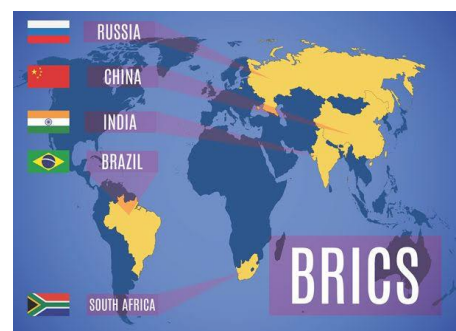 RUSSIA
CHINA
INDIA
BRAZIL
SOUTH AFRICA
BRICS